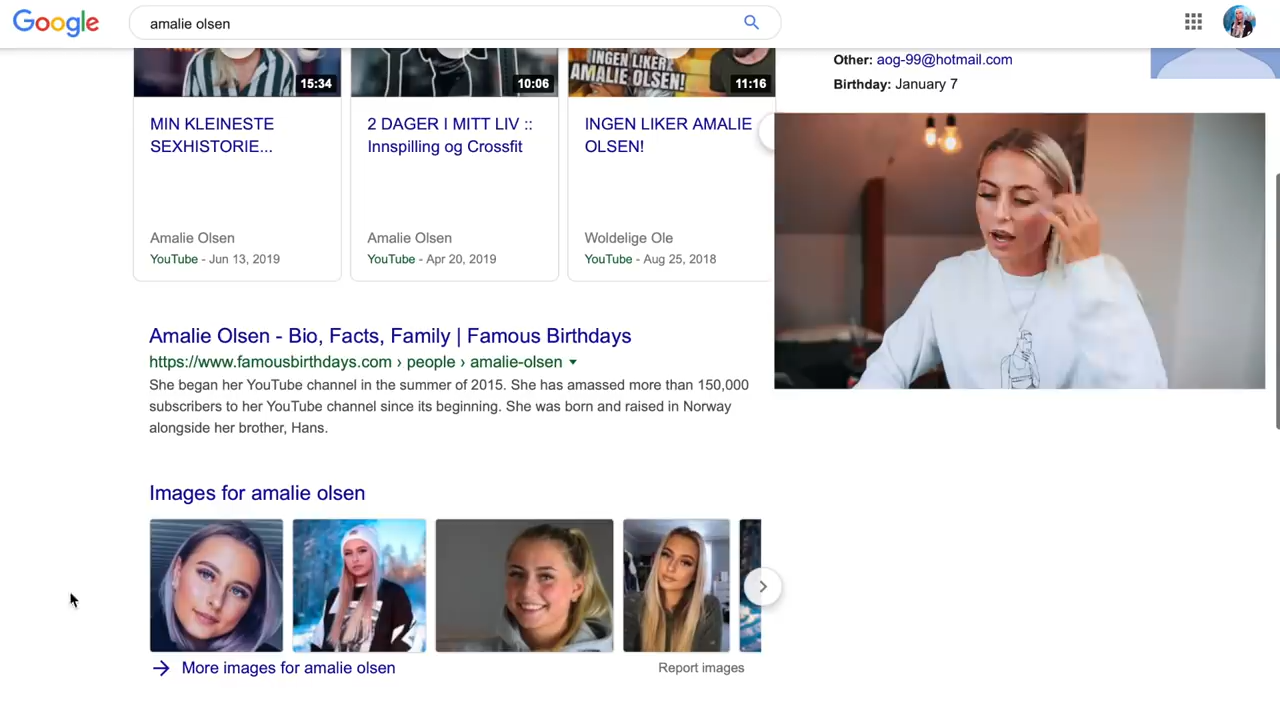 Google
amalie olsen
15:34
10:06
INGEN LIKER
AMALIE OLSEN!
11:16
MIN KLEINESTE
SEXHISTORIE...
2 DAGER I MITT LIV ::
Innspilling og Crossfit
INGEN LIKER AMALIE
OLSEN!
Amalie Olsen
YouTube - Jun 13, 2019
Amalie Olsen
YouTube - Apr 20, 2019
Woldelige Ole
YouTube - Aug 25, 2018
Other: aog-99@hotmail.com
Birthday: January 7
Amalie Olsen - Bio, Facts, Family | Famous Birthdays
https://www.famousbirthdays.com › people › amalie-olsen
She began her YouTube channel in the summer of 2015. She has amassed more than 150,000
subscribers to her YouTube channel since its beginning. She was born and raised in Norway
alongside her brother, Hans.
Images for amalie olsen
More images for amalie olsen
Report images